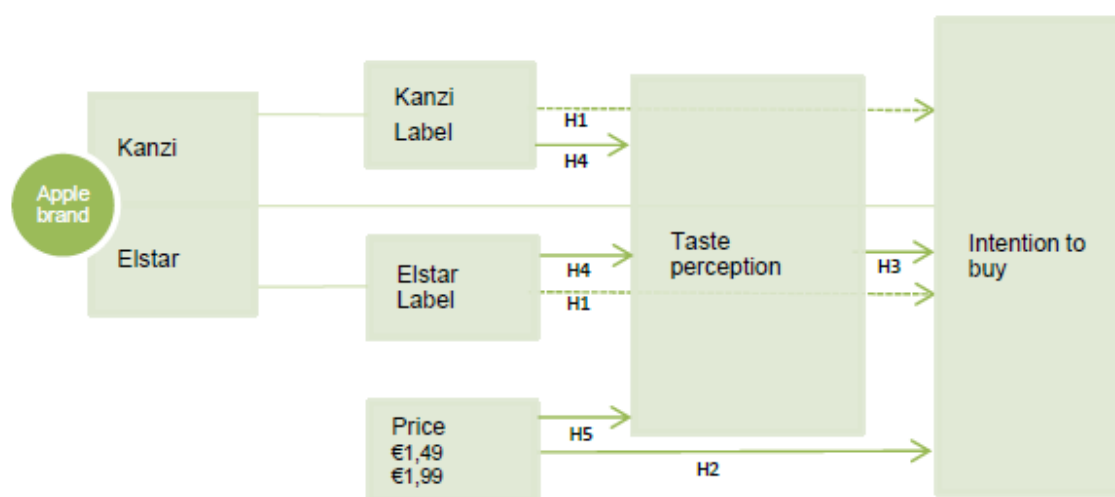 Apple
brand
Kanzi
Elstar
Kanzi
Label
H1
H4
Elstar
Label
H4
H1
Price
€1,49
€1,99
H5
H2
Taste
perception
H3
Intention to
buy